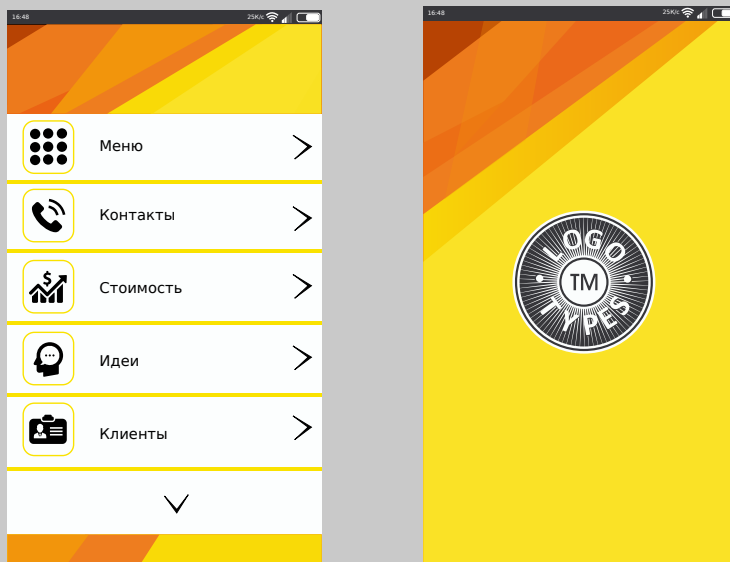 16:48 25K/c
Меню
Контакты
$
Стоимость
Идеи
Клиенты
16:48 25K/c
LOGO
TM
TYPES